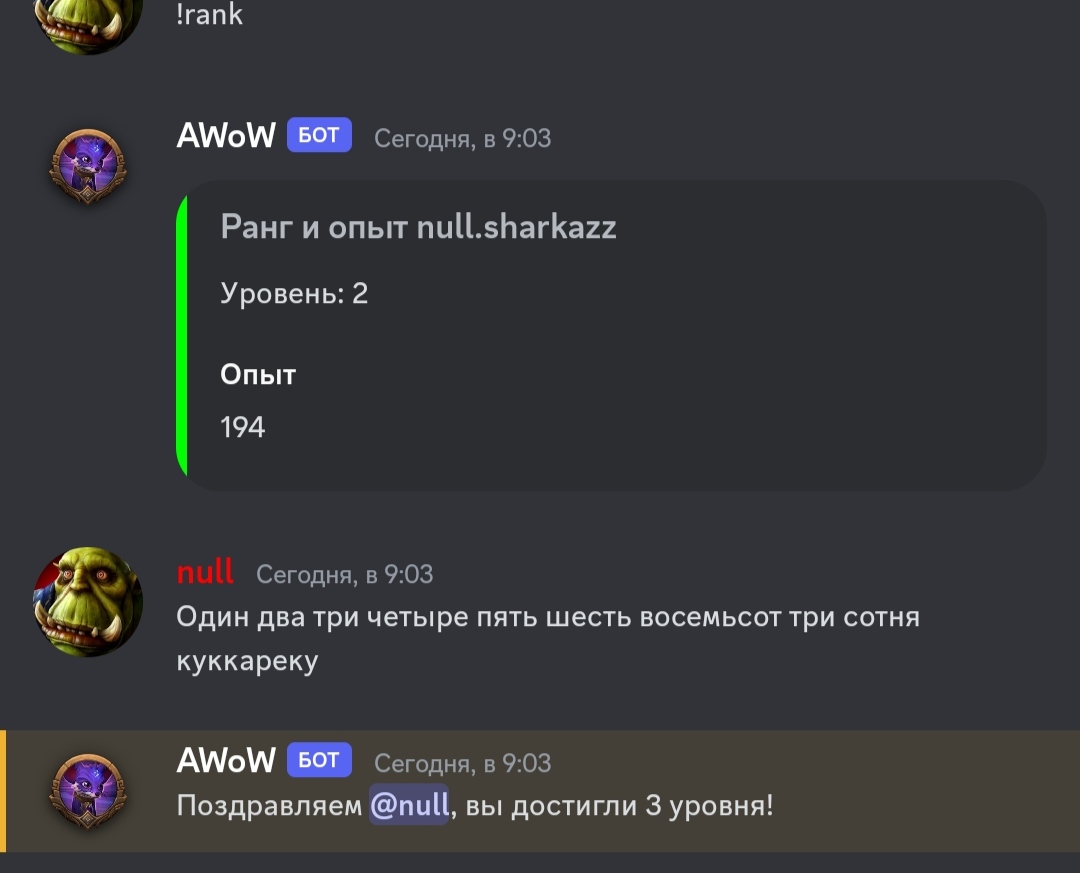 !rank
AWoW БОТ Сегодня, в 9:03
Ранг и опыт null.sharkazz
Уровень: 2
Опыт
194
null Сегодня, в 9:03
Один два три четыре пять шесть восемьсот три сотня
куккареку
AWoW БОТ Сегодня, в 9:03
Поздравляем @null, вы достигли 3 уровня!